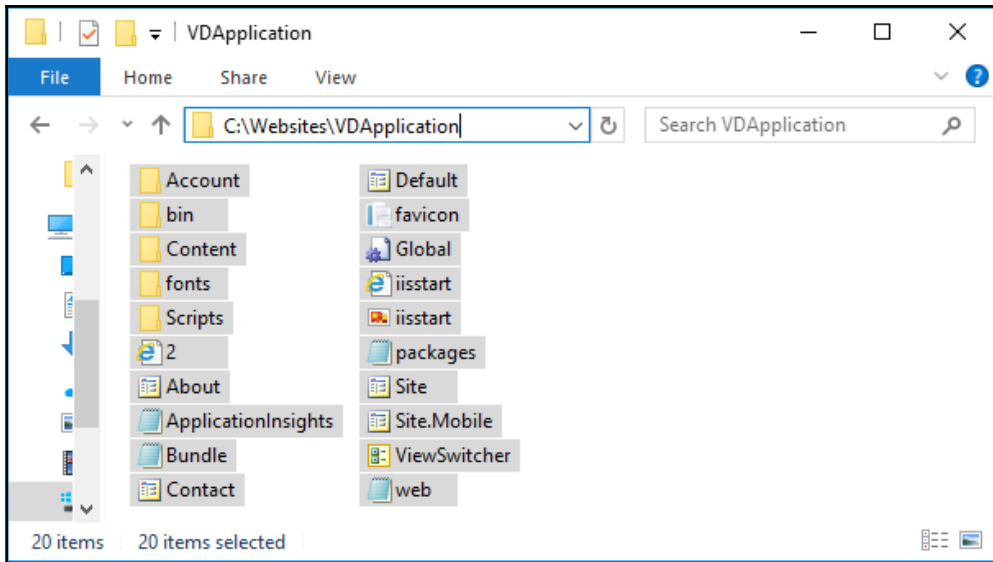 VDApplication
File Home Share View
?
C:\Websites\VDApplication Search VDApplication
Account Default
bin favicon
Content Global
fonts iisstart
Scripts iisstart
2 packages
About Site
ApplicationInsights Site.Mobile
Bundle ViewSwitcher
Contact web
20 items 20 items selected